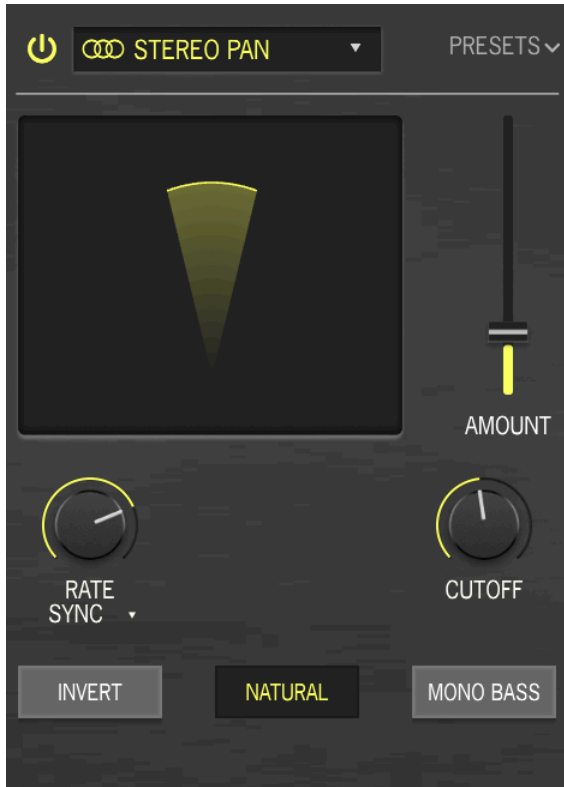 STEREO PAN
PRESETS
AMOUNT
RATE
SYNC
CUTOFF
INVERT
NATURAL
MONO BASS